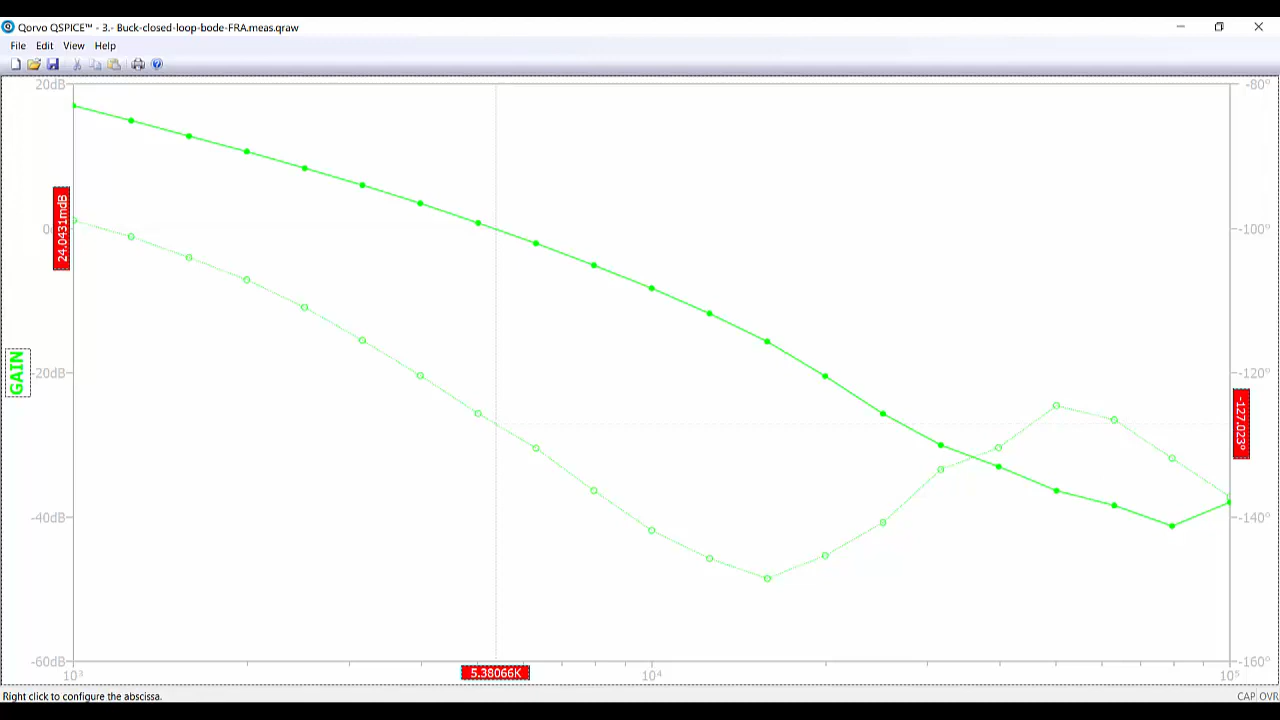 Qorvo QSPICE™ - 3.- Buck-closed-loop-bode-FRA.meas.qraw
File Edit View Help
20dB
0
-20dB
-40dB
-60dB
24.0431mdB
GAIN
-80°
-100°
-120°
-140°
-160°
-127.023°
10³
5.38066K
10⁴
10⁵
Right click to configure the abscissa.
CAP OVR